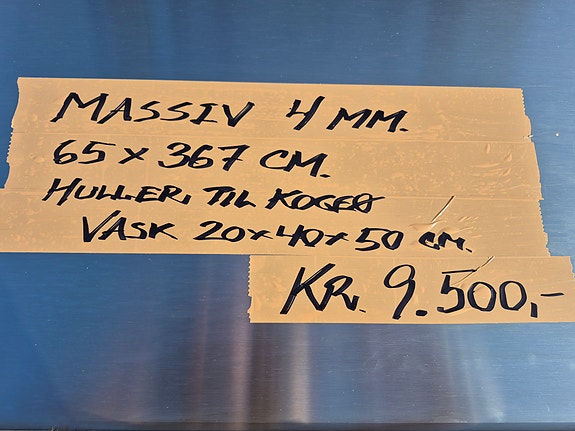 MASSIV 4 MM.
65 x 367 CM.
HULLER TIL KOGEØ
VASK 20x40x50 CM.
KR. 9.500,-